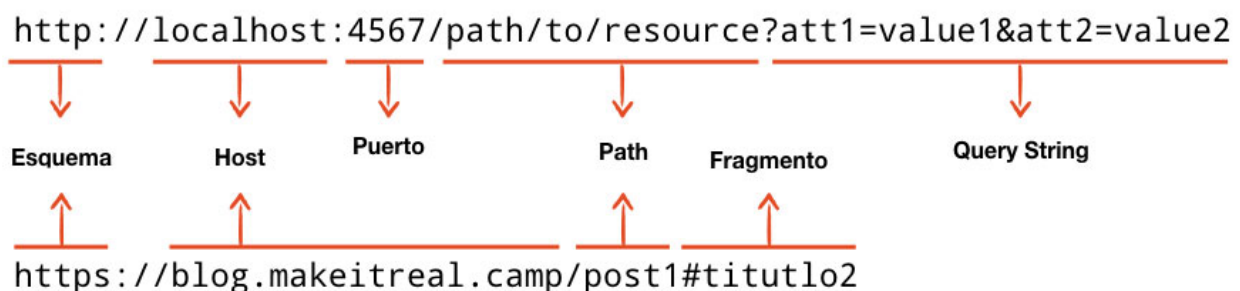 http://localhost:4567/path/to/resource?att1=value1&att2=value2
Esquema Host Puerto Path Fragmento Query String
https://blog.makeitreal.camp/post1#titutlo2